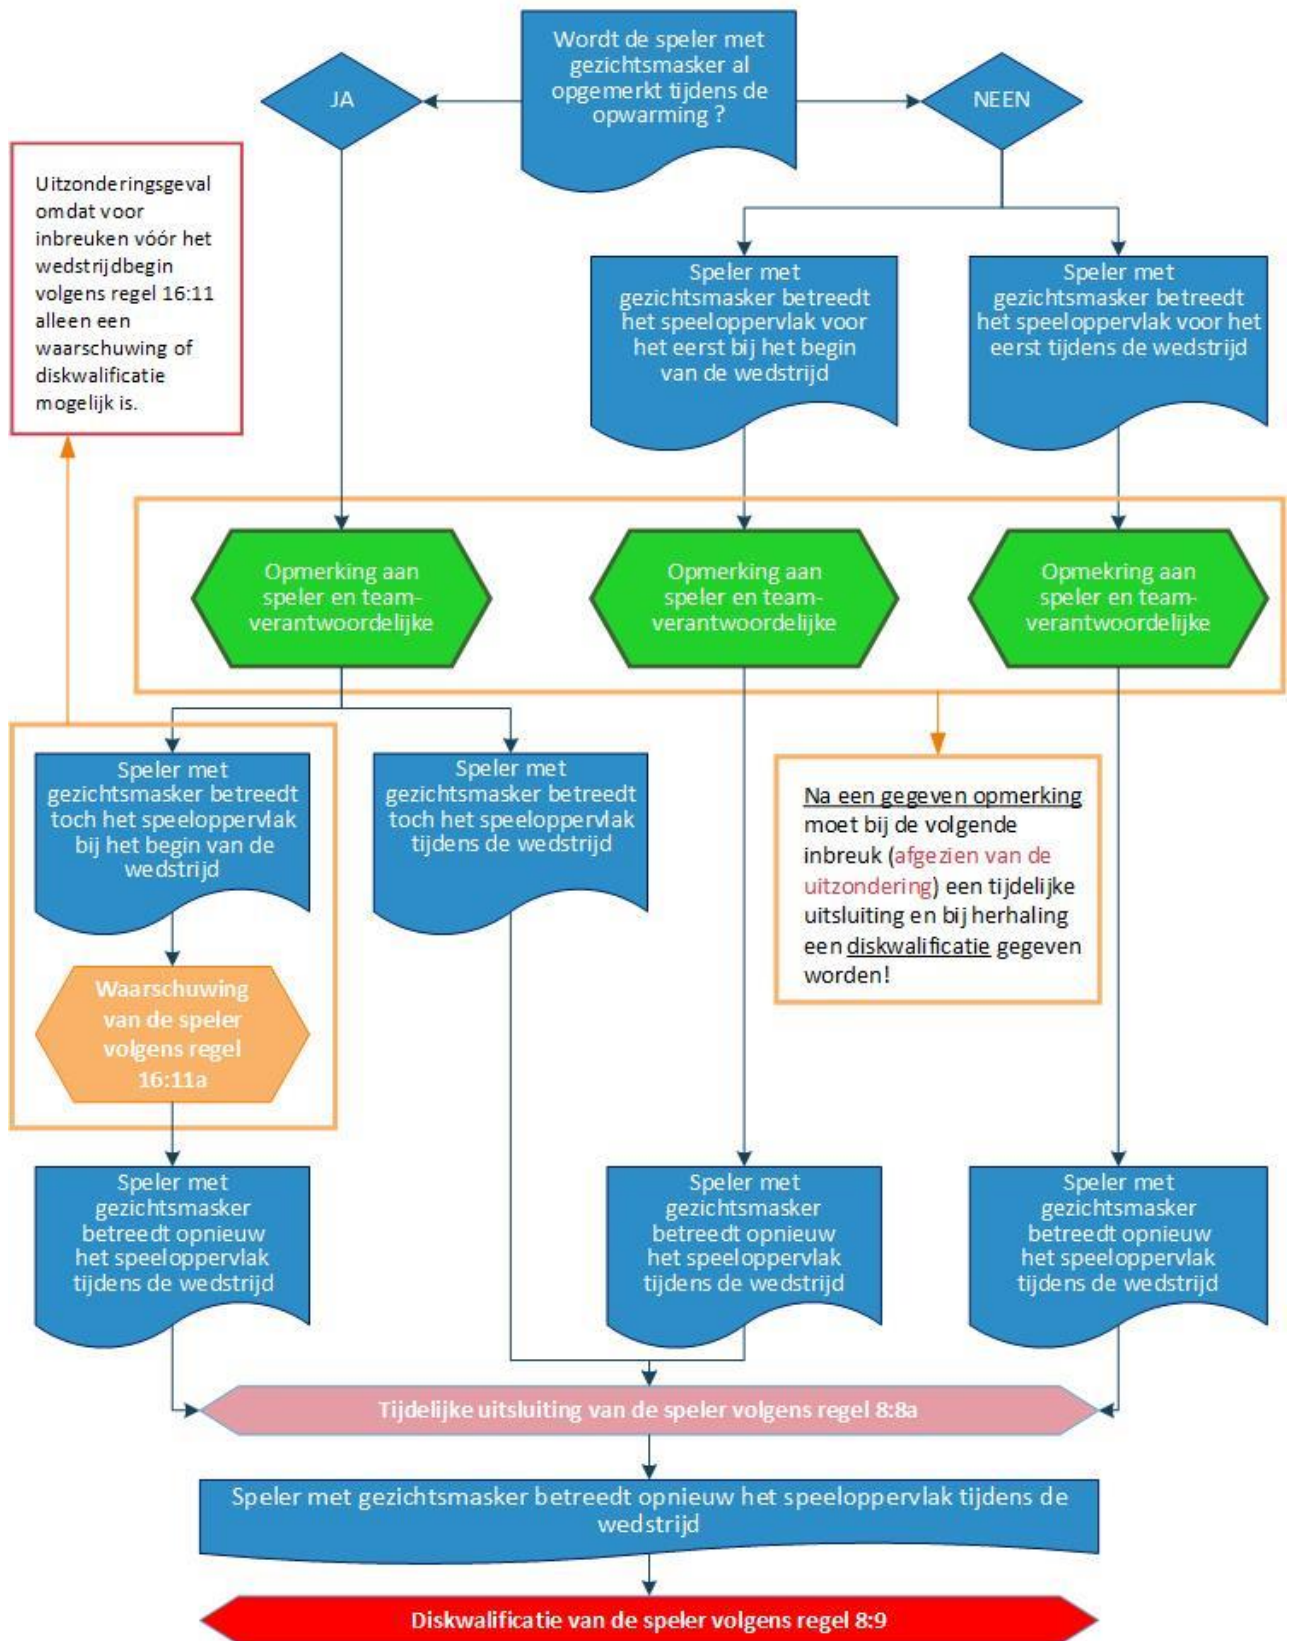 Wordt de speler met
gezichtsmasker al
opgemerkt tijdens de
opwarming ?
JA
NEEN
Uitzonderingsgeval
omdat voor
inbreuken vóór het
wedstrijdbegin
volgens regel 16:11
alleen een
waarschuwing of
diskwalificatie
mogelijk is.
Speler met
gezichtsmasker betreedt
het speeloppervlak voor
het eerst bij het begin
van de wedstrijd
Speler met
gezichtsmasker betreedt
het speeloppervlak voor het
eerst tijdens de wedstrijd
Opmerking aan
speler en team-
verantwoordelijke
Opmerking aan
speler en team-
verantwoordelijke
Opmekring aan
speler en team-
verantwoordelijke
Speler met
gezichtsmasker betreedt
toch het speeloppervlak
bij het begin van de
wedstrijd
Speler met
gezichtsmasker betreedt
toch het speeloppervlak
tijdens de wedstrijd
Na een gegeven opmerking
moet bij de volgende
inbreuk (afgezien van de
uitzondering) een tijdelijke
uitsluiting en bij herhaling
een diskwalificatie gegeven
worden!
Waarschuwing
van de speler
volgens regel
16:11a
Speler met
gezichtsmasker
betreedt opnieuw
het speeloppervlak
tijdens de wedstrijd
Speler met
gezichtsmasker
betreedt opnieuw
het speeloppervlak
tijdens de wedstrijd
Speler met
gezichtsmasker
betreedt opnieuw
het speeloppervlak
tijdens de wedstrijd
Tijdelijke uitsluiting van de speler volgens regel 8:8a
Speler met gezichtsmasker betreedt opnieuw het speeloppervlak tijdens de
wedstrijd
Diskwalificatie van de speler volgens regel 8:9